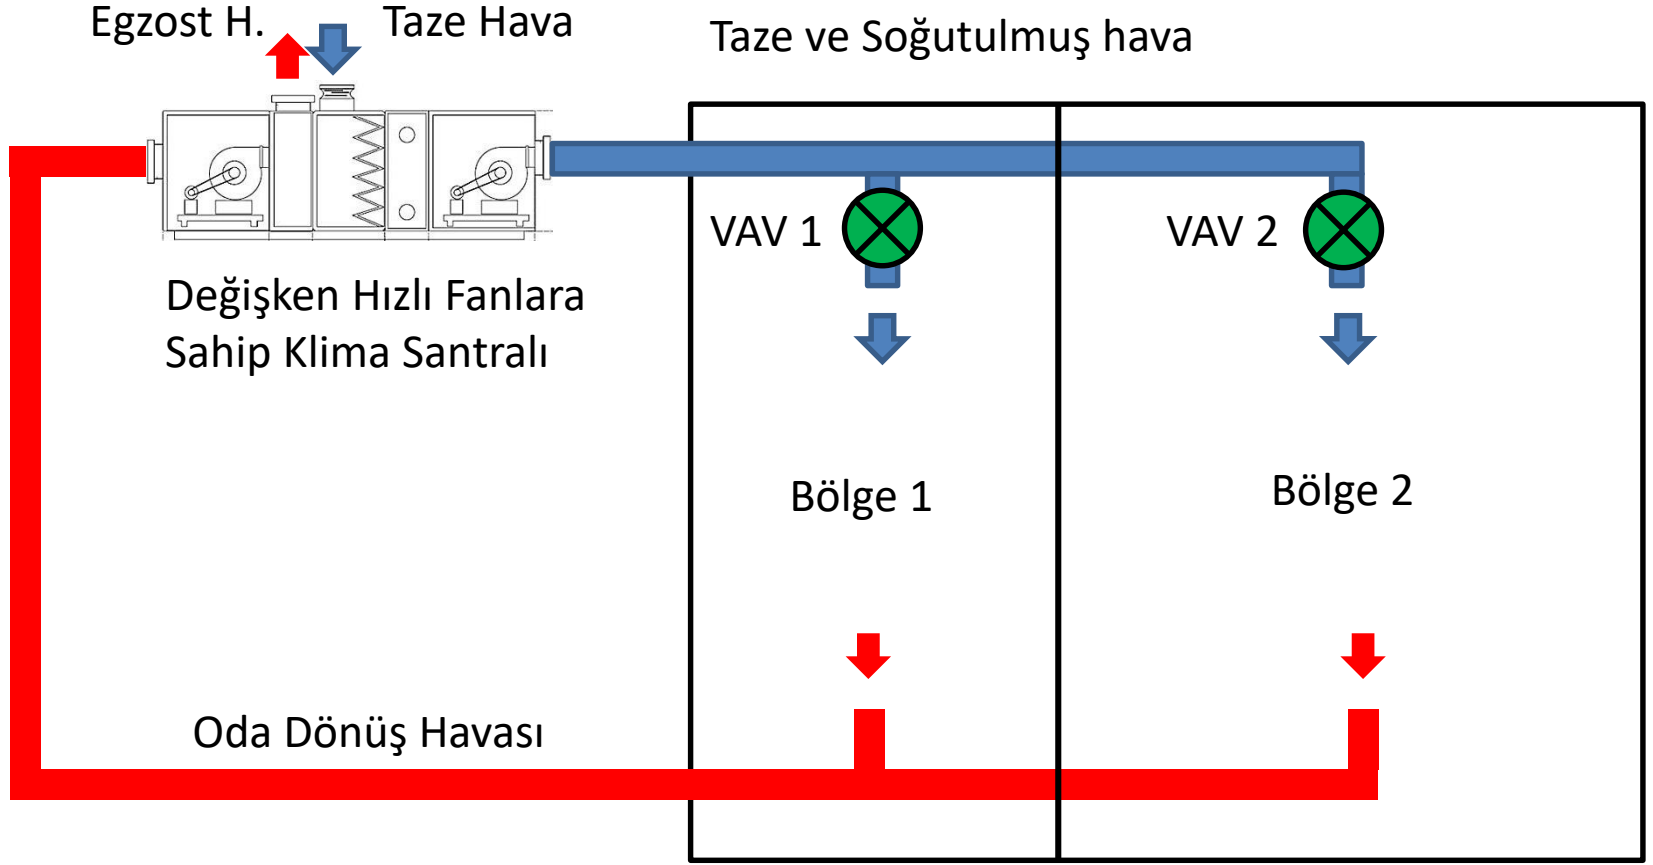 Egzost H.
Taze Hava
Taze ve Soğutulmuş hava
VAV 1
VAV 2
Değişken Hızlı Fanlara
Sahip Klima Santralı
Bölge 1
Bölge 2
Oda Dönüş Havası